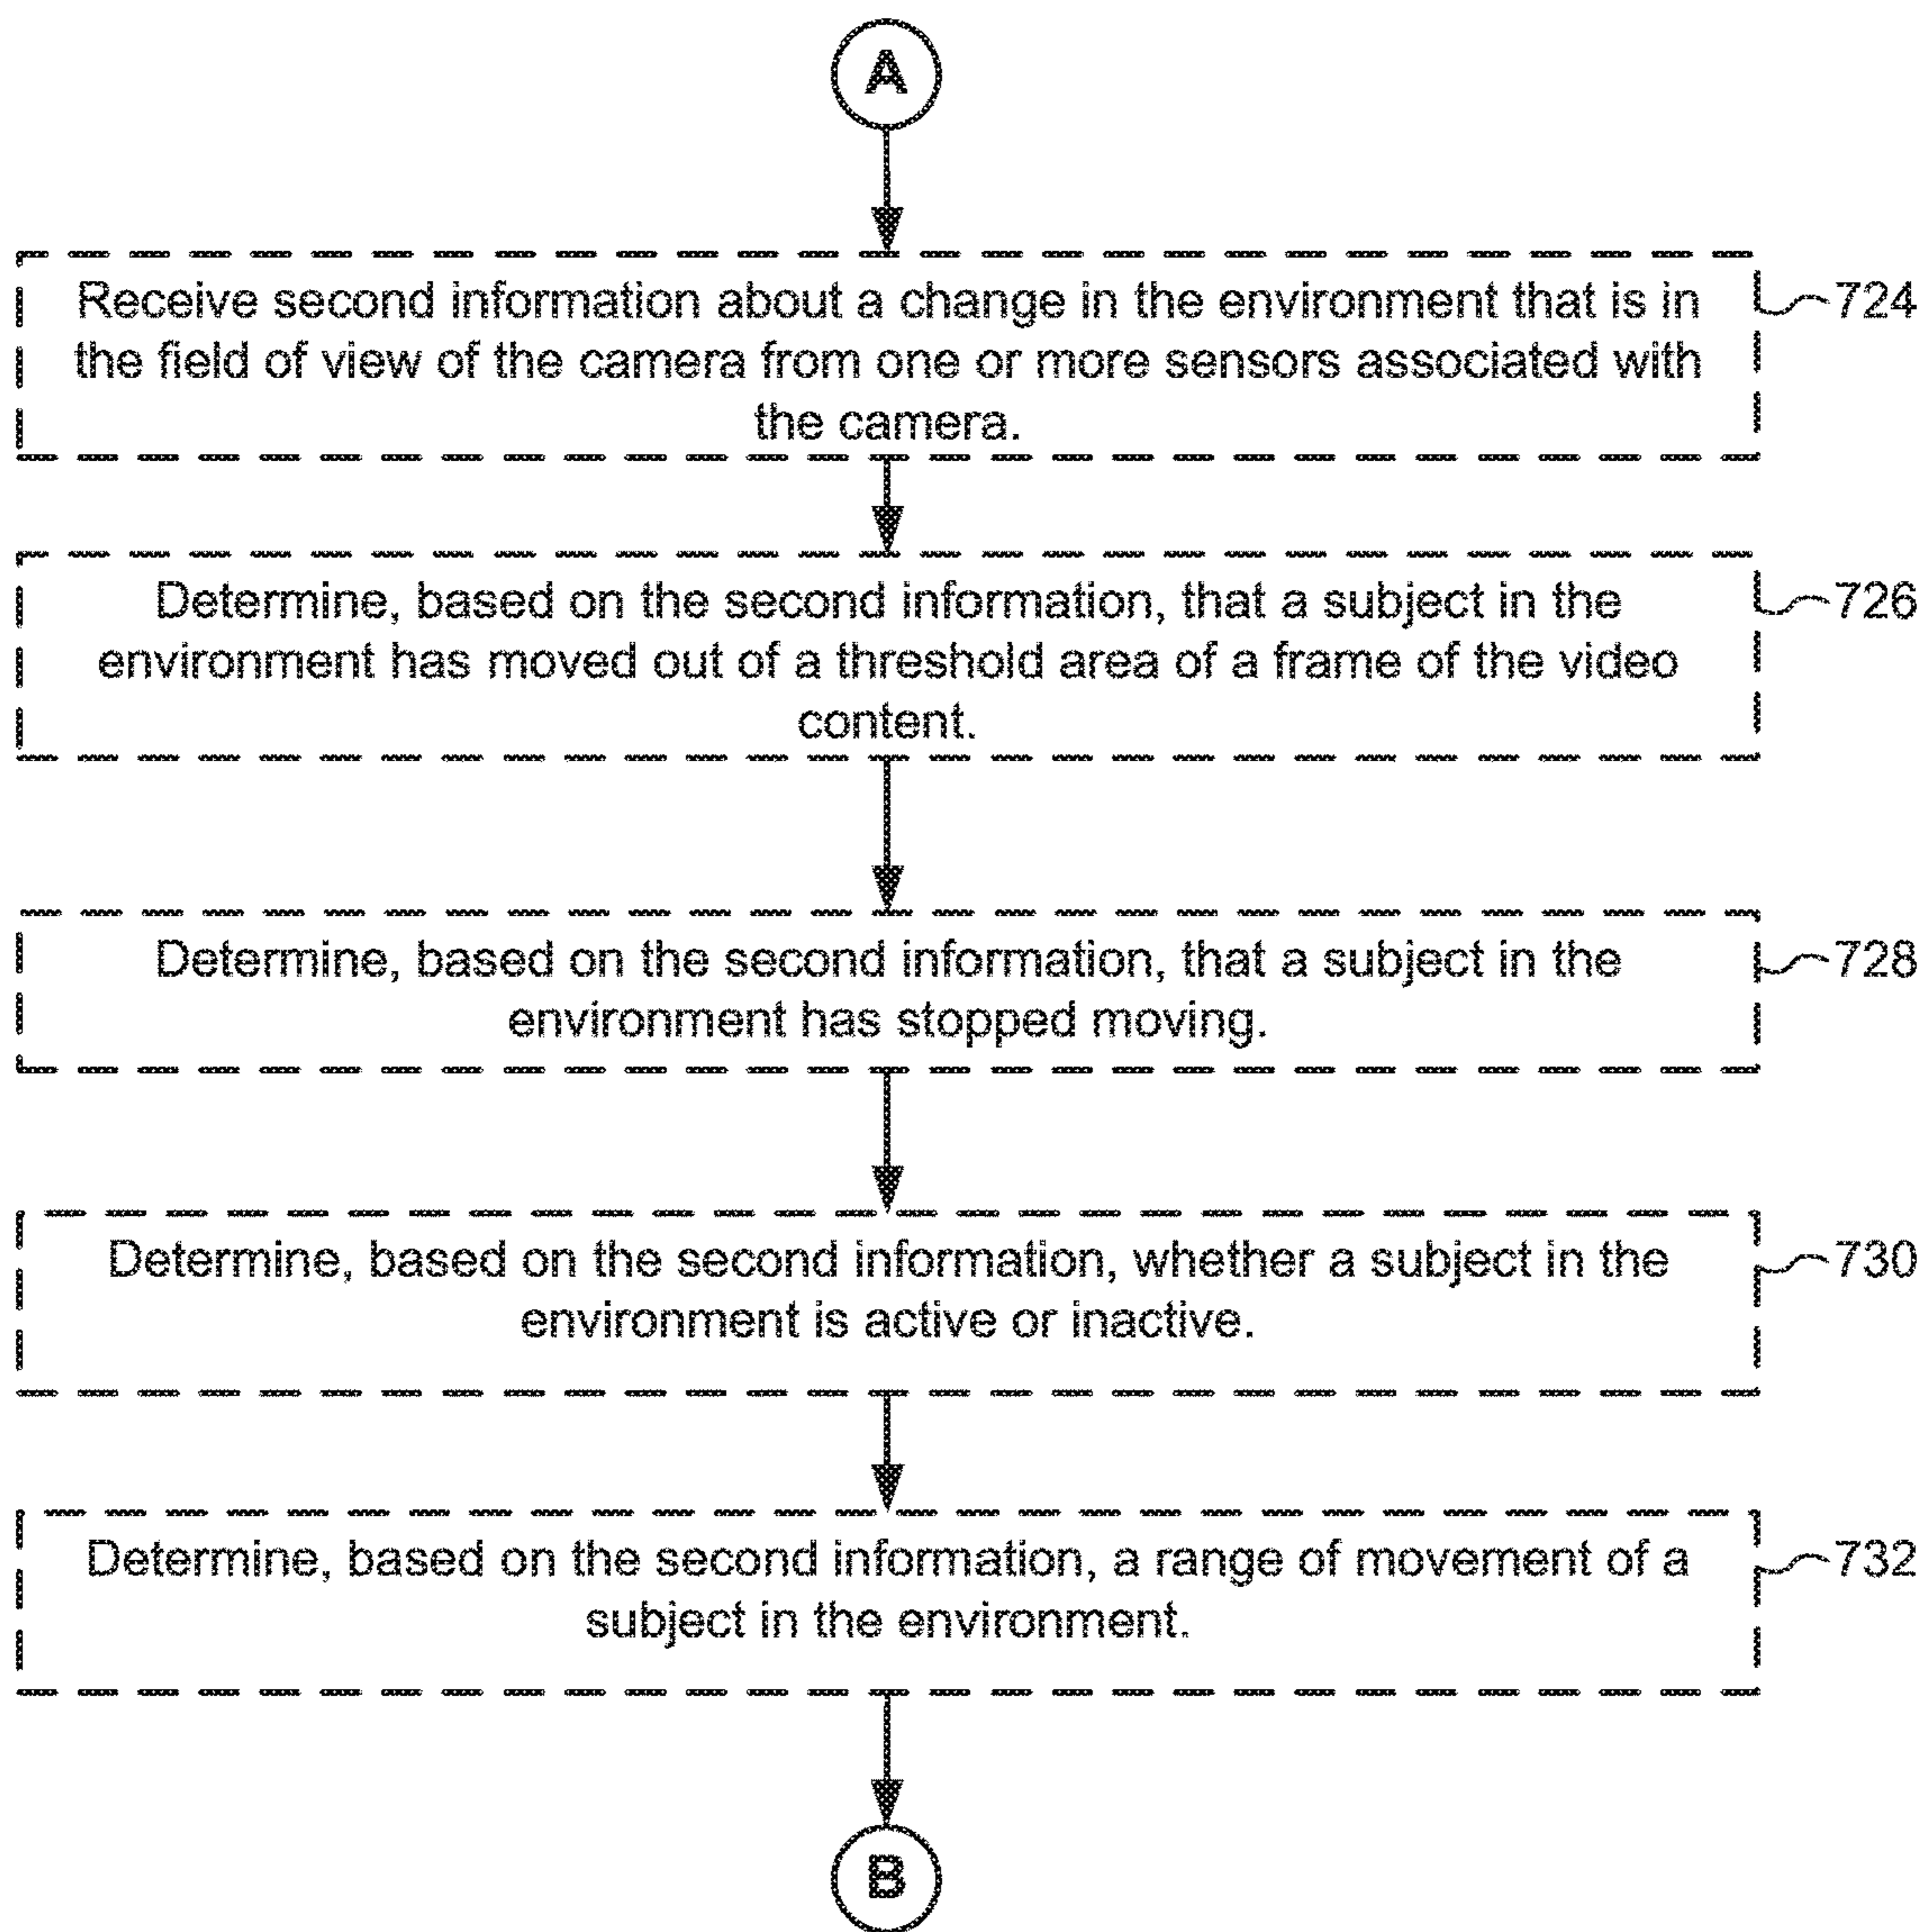 A
Receive second information about a change in the environment that is in
the field of view of the camera from one or more sensors associated with
the camera.
724
Determine, based on the second information, that a subject in the
environment has moved out of a threshold area of a frame of the video
content.
726
Determine, based on the second information, that a subject in the
environment has stopped moving.
728
Determine, based on the second information, whether a subject in the
environment is active or inactive.
730
Determine, based on the second information, a range of movement of a
subject in the environment.
732
B